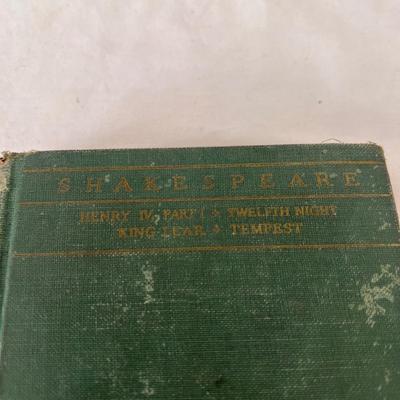 SHAKESPEARE
HENRY IV, PART I ◆ TWELFTH NIGHT
KING LEAR ◆ TEMPEST